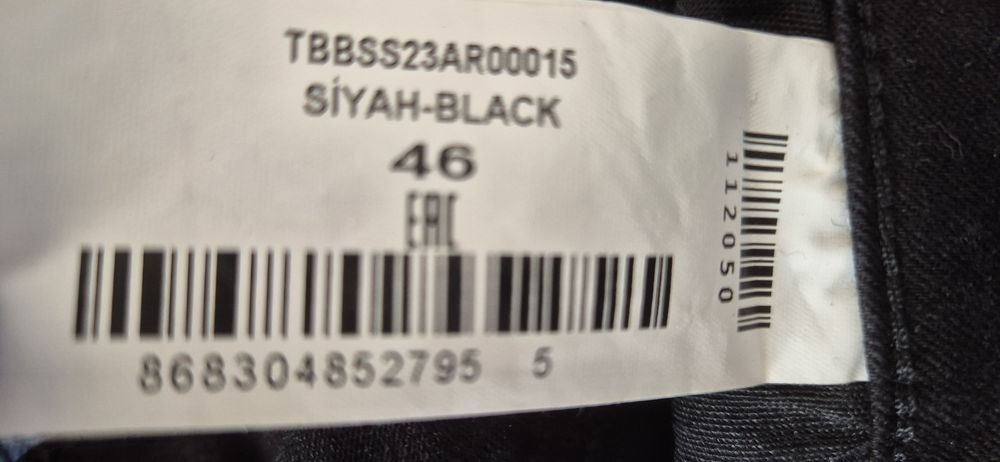 TBBSS23AR00015
SİYAH-BLACK
46
EAC
868304852795 5
112050